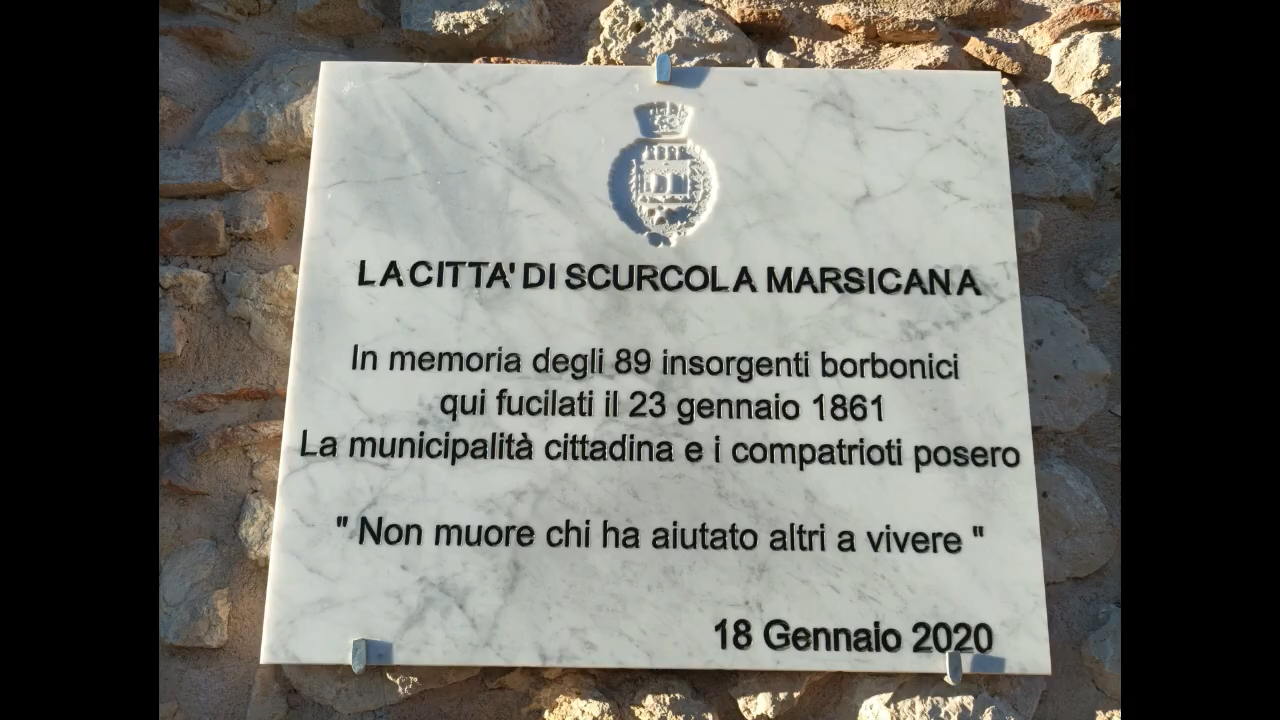 LA CITTA' DI SCURCOLA MARSICANA
In memoria degli 89 insorgenti borbonici
qui fucilati il 23 gennaio 1861
La municipalità cittadina e i compatrioti posero
" Non muore chi ha aiutato altri a vivere "
18 Gennaio 2020